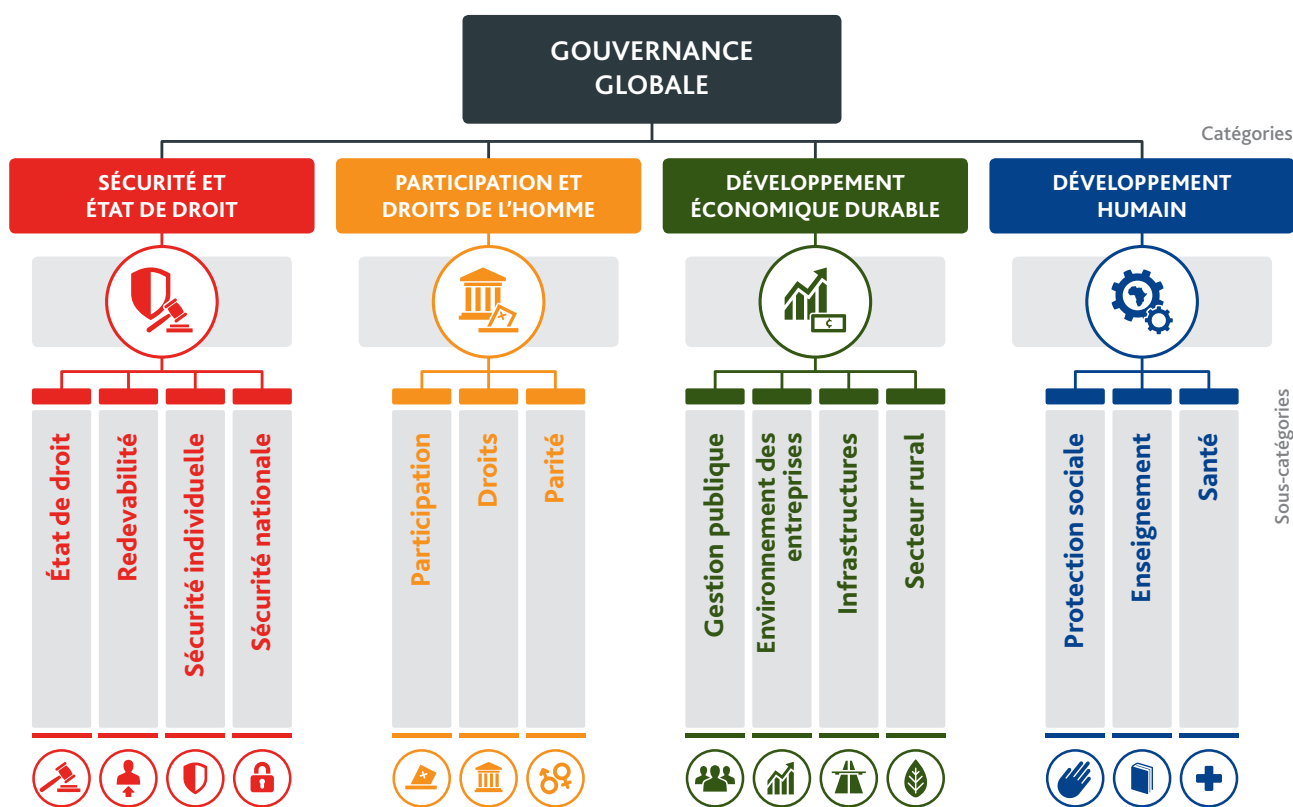 GOUVERNANCE
GLOBALE
Catégories
SÉCURITÉ ET
ÉTAT DE DROIT
PARTICIPATION ET
DROITS DE L'HOMME
DÉVELOPPEMENT
ÉCONOMIQUE DURABLE
DÉVELOPPEMENT
HUMAIN
¢
Sous-catégories
État de droit
Redevabilité
Sécurité individuelle
Sécurité nationale
Participation
Droits
Parité
Gestion publique
Environnement des
entreprises
Infrastructures
Secteur rural
Protection sociale
Enseignement
Santé